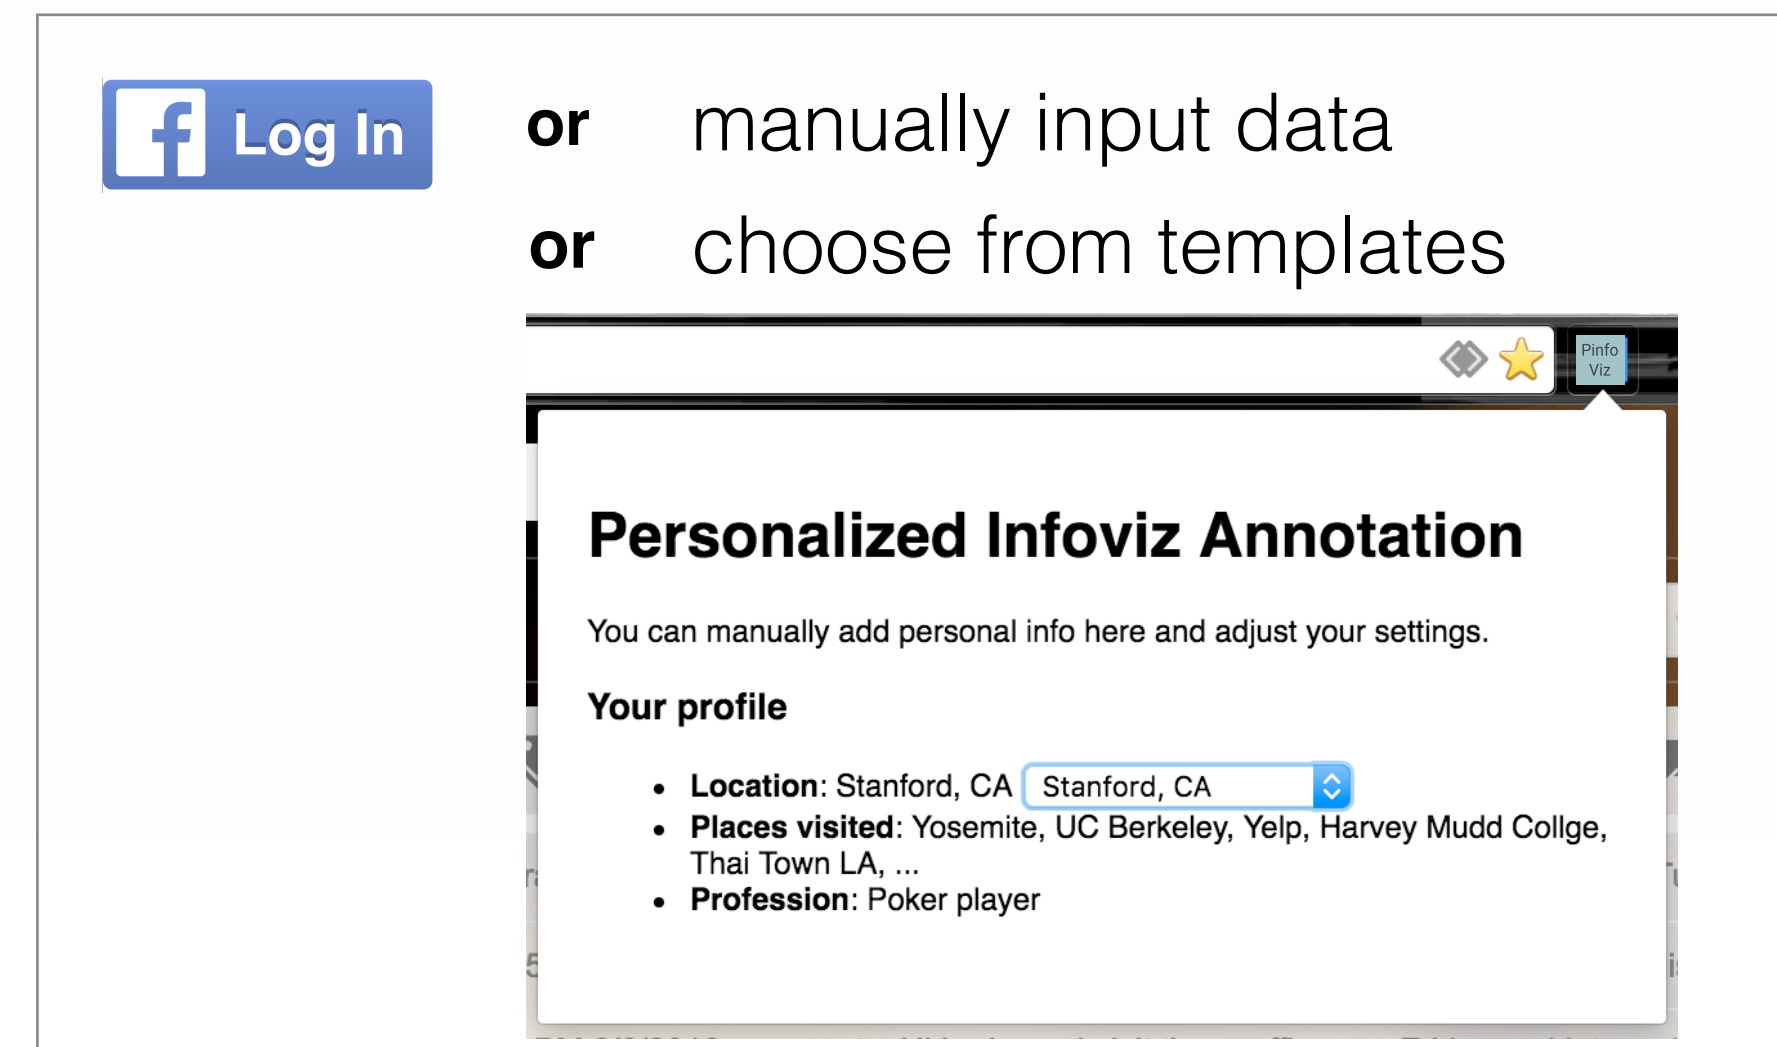 f Log In or manually input data
or choose from templates
Pinfo
Viz
Personalized Infoviz Annotation
You can manually add personal info here and adjust your settings.
Your profile
• Location: Stanford, CA Stanford, CA
• Places visited: Yosemite, UC Berkeley, Yelp, Harvey Mudd Collge,
Thai Town LA, ...
• Profession: Poker player